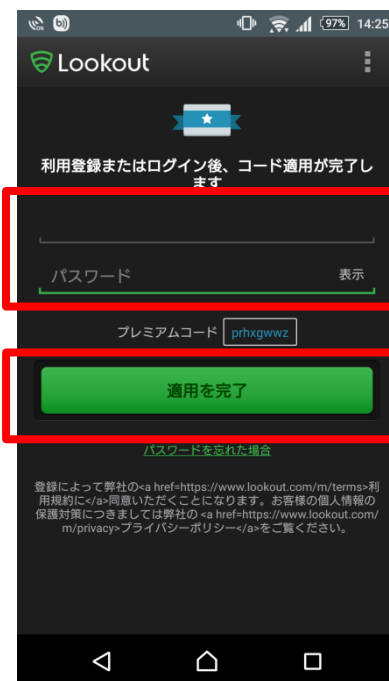 97% 14:25
Lookout
利用登録またはログイン後、コード適用が完了し
ます
パスワード 表示
プレミアムコード prhxgwwz
適用を完了
パスワードを忘れた場合
登録によって弊社の<a href=https://www.lookout.com/m/terms>利
用規約に</a>同意いただくことになります。お客様の個人情報の
保護対策につきましては弊社の <a href=https://www.lookout.com/
m/privacy>プライバシーポリシー</a>をご覧ください。